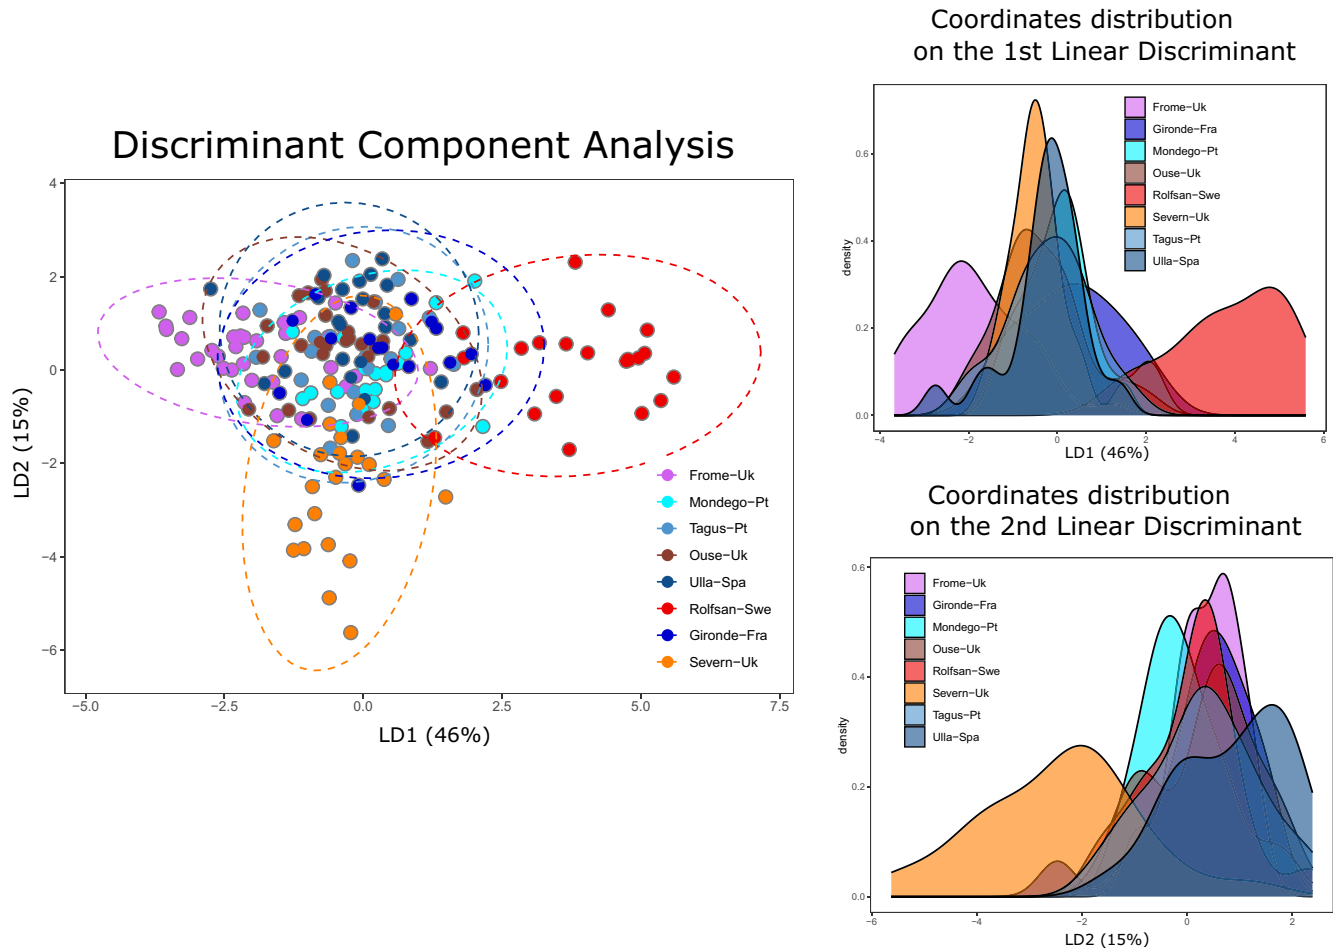 Discriminant Component Analysis
4
2
0
−2
−4
−6
LD2 (15%)
−5.0
−2.5
0.0
2.5
5.0
7.5
LD1 (46%)
Frome−Uk
Mondego−Pt
Tagus−Pt
Ouse−Uk
Ulla−Spa
Rolfsan−Swe
Gironde−Fra
Severn−Uk
Coordinates distribution
on the 1st Linear Discriminant
0.6
0.4
0.2
0.0
density
−4
−2
0
2
4
6
LD1 (46%)
Frome−Uk
Gironde−Fra
Mondego−Pt
Ouse−Uk
Rolfsan−Swe
Severn−Uk
Tagus−Pt
Ulla−Spa
Coordinates distribution
on the 2nd Linear Discriminant
0.6
0.4
0.2
0.0
density
−6
−4
−2
0
2
LD2 (15%)
Frome−Uk
Gironde−Fra
Mondego−Pt
Ouse−Uk
Rolfsan−Swe
Severn−Uk
Tagus−Pt
Ulla−Spa